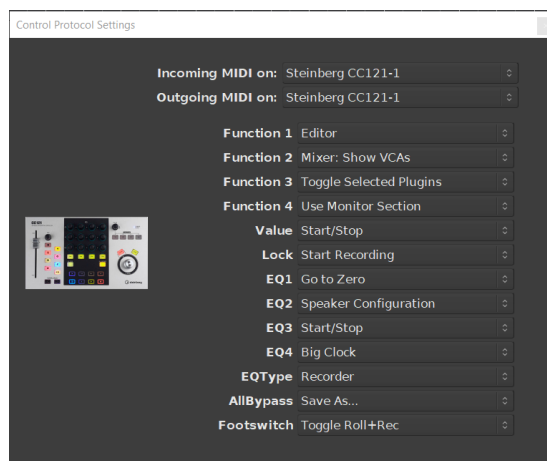 Control Protocol Settings
Incoming MIDI on: Steinberg CC121-1
Outgoing MIDI on: Steinberg CC121-1
Function 1 Editor
Function 2 Mixer: Show VCAs
Function 3 Toggle Selected Plugins
Function 4 Use Monitor Section
Value Start/Stop
Lock Start Recording
EQ1 Go to Zero
EQ2 Speaker Configuration
EQ3 Start/Stop
EQ4 Big Clock
EQType Recorder
AllBypass Save As...
Footswitch Toggle Roll+Rec